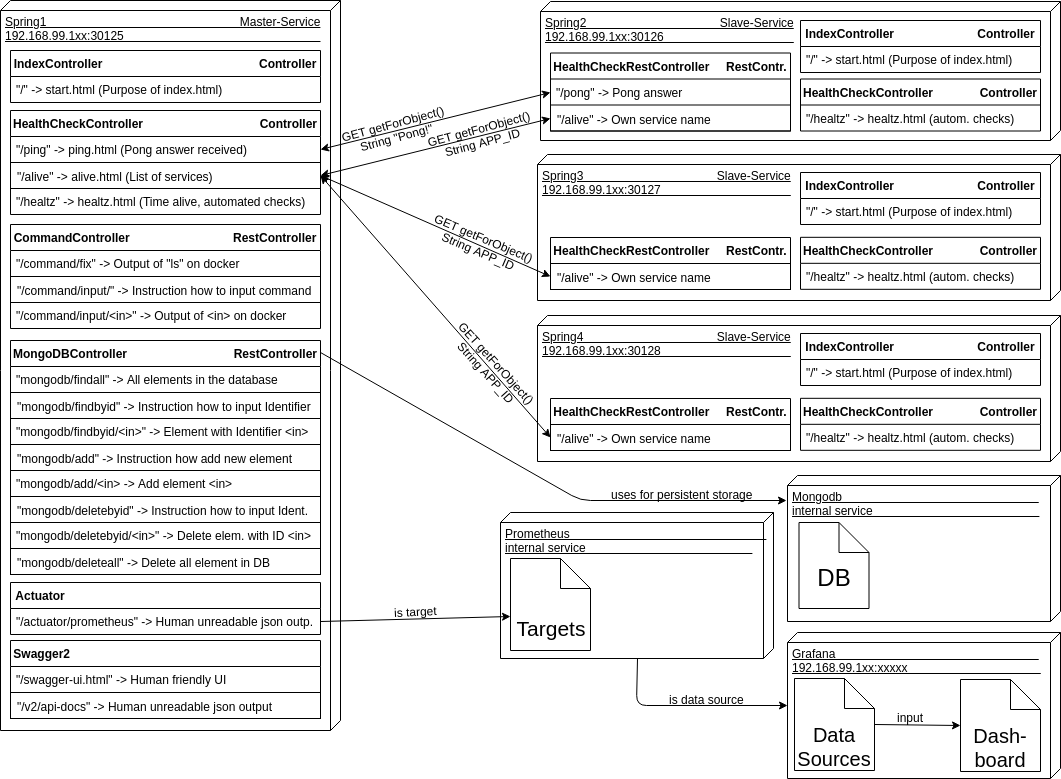 Spring1 Master-Service
192.168.99.1xx:30125
IndexController Controller
"/" -> start.html (Purpose of index.html)
HealthCheckController Controller
"/ping" -> ping.html (Pong answer received)
"/alive" -> alive.html (List of services)
"/healtz" -> healtz.html (Time alive, automated checks)
CommandController RestController
"/command/fix" -> Output of "ls" on docker
"/command/input/" -> Instruction how to input command
"/command/input/<in>" -> Output of <in> on docker
MongoDBController RestController
"mongodb/findall" -> All elements in the database
"mongodb/findbyid" -> Instruction how to input Identifier
"mongodb/findbyid/<in>" -> Element with Identifier <in>
"mongodb/add" -> Instruction how add new element
"mongodb/add/<in> -> Add element <in>
"mongodb/deletebyid" -> Instruction how to input Ident.
"mongodb/deletebyid/<in>" -> Delete elem. with ID <in>
"mongodb/deleteall" -> Delete all element in DB
Actuator
"/actuator/prometheus" -> Human unreadable json outp.
Swagger2
"/swagger-ui.html" -> Human friendly UI
"/v2/api-docs" -> Human unreadable json output
GET getForObject()
String "Pong!"
GET getForObject()
String APP_ID
GET getForObject()
String APP_ID
GET getForObject()
String APP_ID
Spring2 Slave-Service
192.168.99.1xx:30126
HealthCheckRestController RestContr.
"/pong" -> Pong answer
"/alive" -> Own service name
IndexController Controller
"/" -> start.html (Purpose of index.html)
HealthCheckController Controller
"/healtz" -> healtz.html (autom. checks)
Spring3 Slave-Service
192.168.99.1xx:30127
HealthCheckRestController RestContr.
"/alive" -> Own service name
IndexController Controller
"/" -> start.html (Purpose of index.html)
HealthCheckController Controller
"/healtz" -> healtz.html (autom. checks)
Spring4 Slave-Service
192.168.99.1xx:30128
HealthCheckRestController RestContr.
"/alive" -> Own service name
IndexController Controller
"/" -> start.html (Purpose of index.html)
HealthCheckController Controller
"/healtz" -> healtz.html (autom. checks)
uses for persistent storage
Mongodb
internal service
DB
is target
Prometheus
internal service
Targets
is data source
Grafana
192.168.99.1xx:xxxxx
Data
Sources
input
Dash-
board